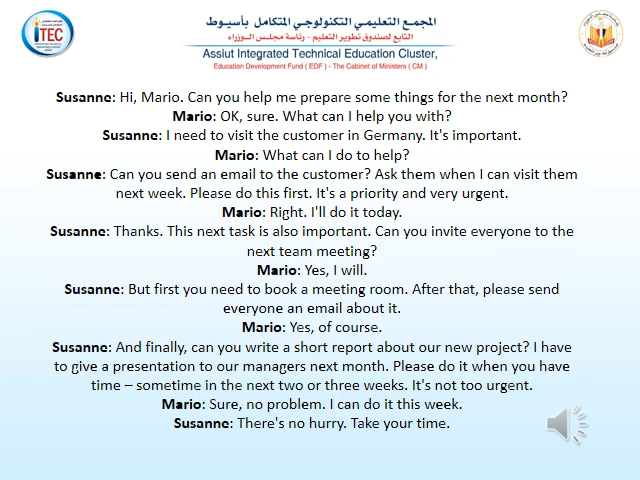 المجمع التعليمي التكنولوجي المتكامل بأسيوط
التابع لصندوق تطوير التعليم - رئاسة مجلس الوزراء
Assiut Integrated Technical Education Cluster,
Education Development Fund ( EDF ) - The Cabinet of Ministers ( CM )
iTEC
Susanne: Hi, Mario. Can you help me prepare some things for the next month?
Mario: OK, sure. What can I help you with?
Susanne: I need to visit the customer in Germany. It's important.
Mario: What can I do to help?
Susanne: Can you send an email to the customer? Ask them when I can visit them
next week. Please do this first. It's a priority and very urgent.
Mario: Right. I'll do it today.
Susanne: Thanks. This next task is also important. Can you invite everyone to the
next team meeting?
Mario: Yes, I will.
Susanne: But first you need to book a meeting room. After that, please send
everyone an email about it.
Mario: Yes, of course.
Susanne: And finally, can you write a short report about our new project? I have
to give a presentation to our managers next month. Please do it when you have
time – sometime in the next two or three weeks. It's not too urgent.
Mario: Sure, no problem. I can do it this week.
Susanne: There's no hurry. Take your time.